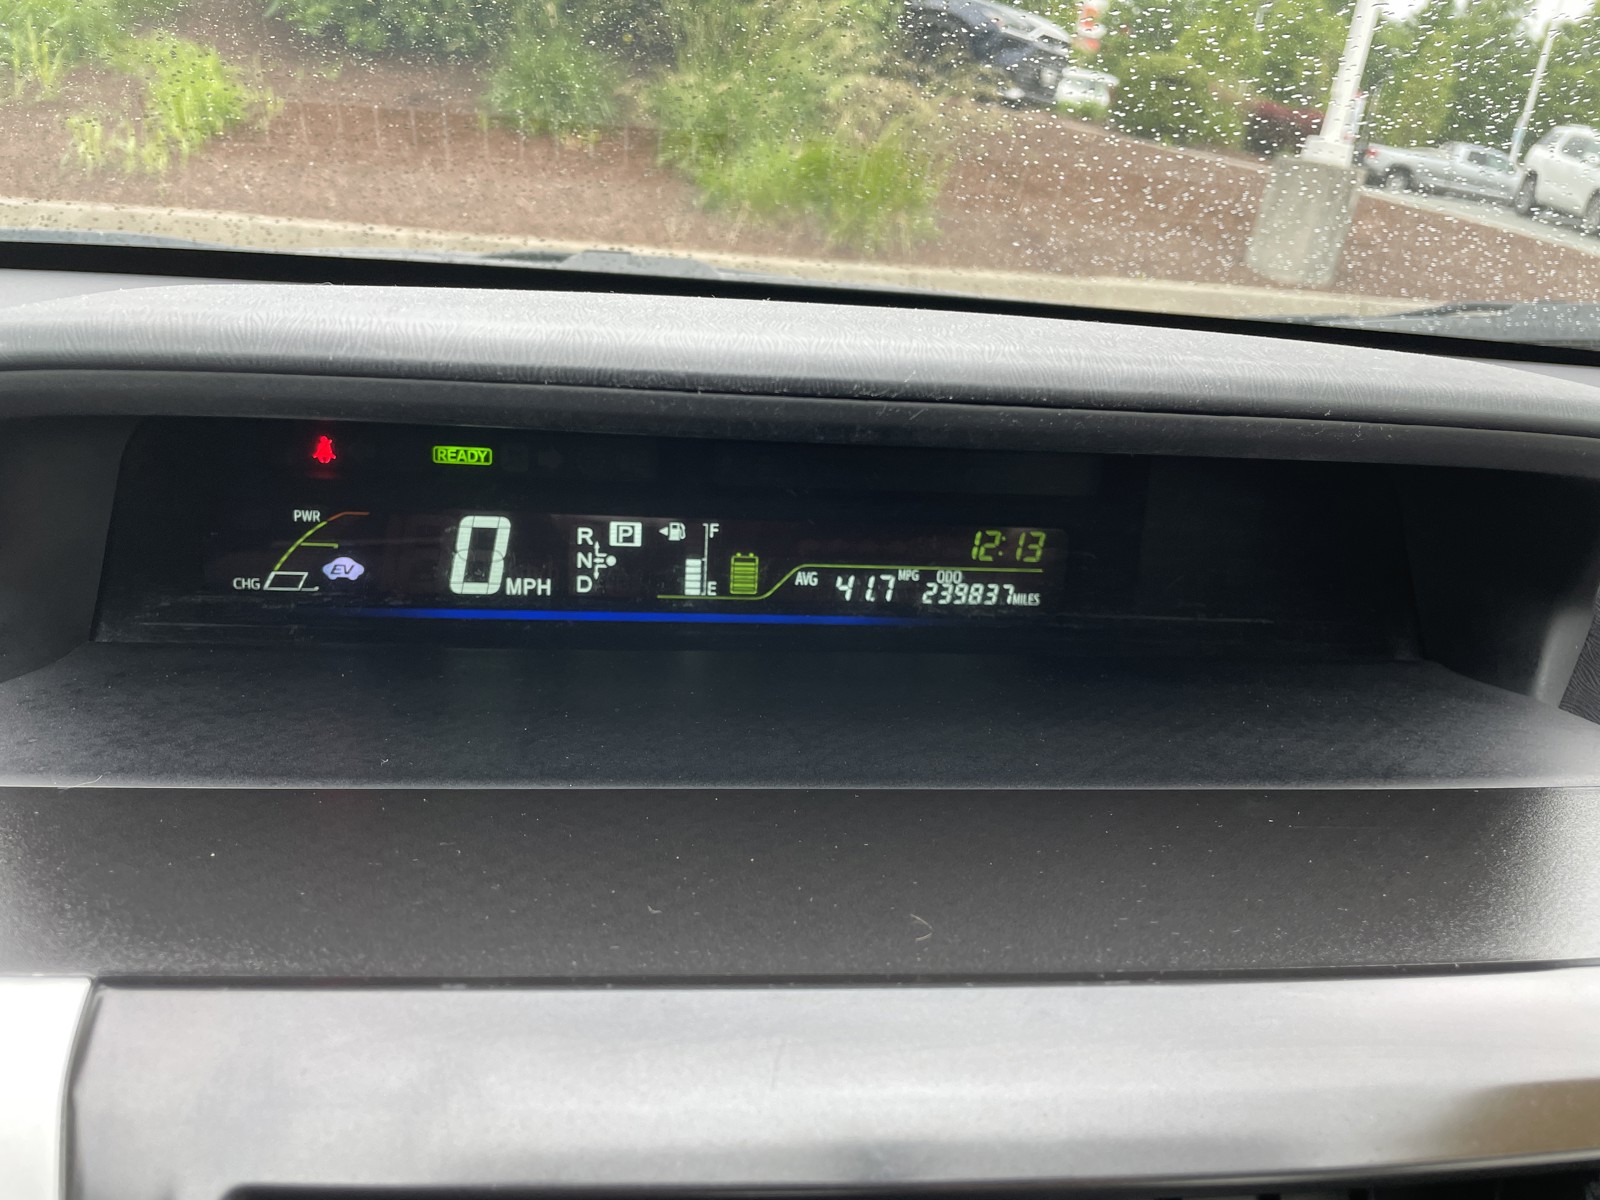 READY
PWR
CHG
EV
0 MPH
R
P
N
D
F
E
12:13
AVG 41.7 MPG
ODO
239837 MILES